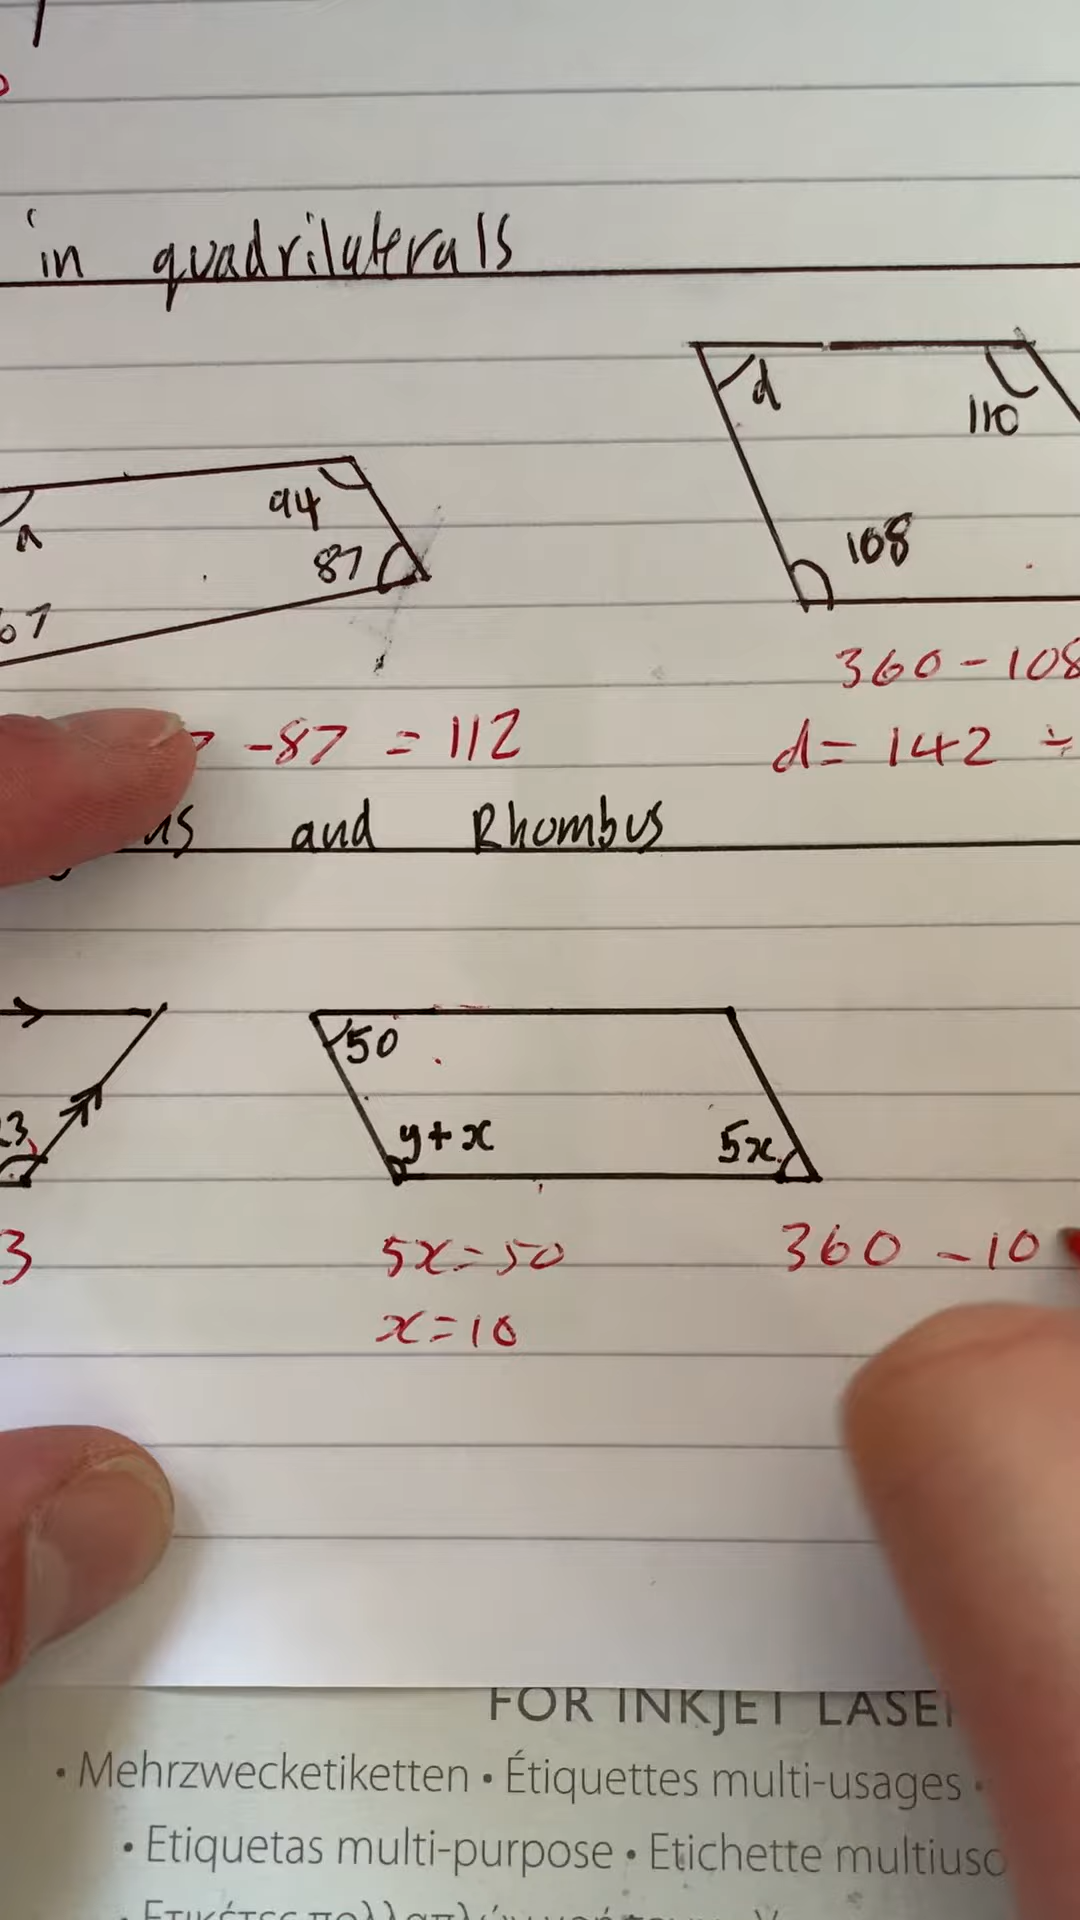 in quadrilaterals
d
110
94
a
87
108
67
360 - 108
-87 = 112
d = 142 ÷
and Rhombus
50
y + x
5x
3
5x = 50
360 - 10
x = 10
FOR INKJET LASE
• Mehrzwecketiketten • Étiquettes multi-usages •
• Etiquetas multi-purpose • Etichette multiuso